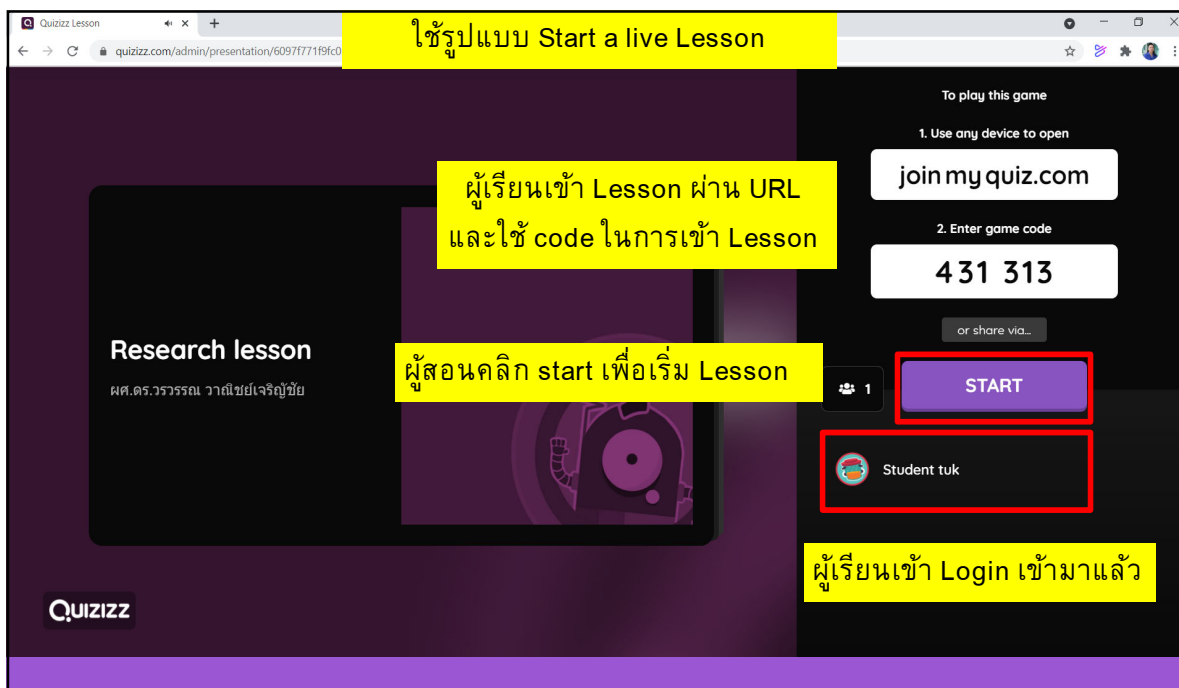 Quizizz Lesson
ใช้รูปแบบ Start a live Lesson
quizizz.com/admin/presentation/6097f771f9fc0
To play this game
1. Use any device to open
joinmyquiz.com
ผู้เรียนเข้า Lesson ผ่าน URL
และใช้ code ในการเข้า Lesson
2. Enter game code
431 313
or share via...
Research lesson
ผศ.ดร.วรวรรณ วาณิชย์เจริญชัย
ผู้สอนคลิก start เพื่อเริ่ม Lesson
1
START
Student tuk
ผู้เรียนเข้า Login เข้ามาแล้ว
Quizizz